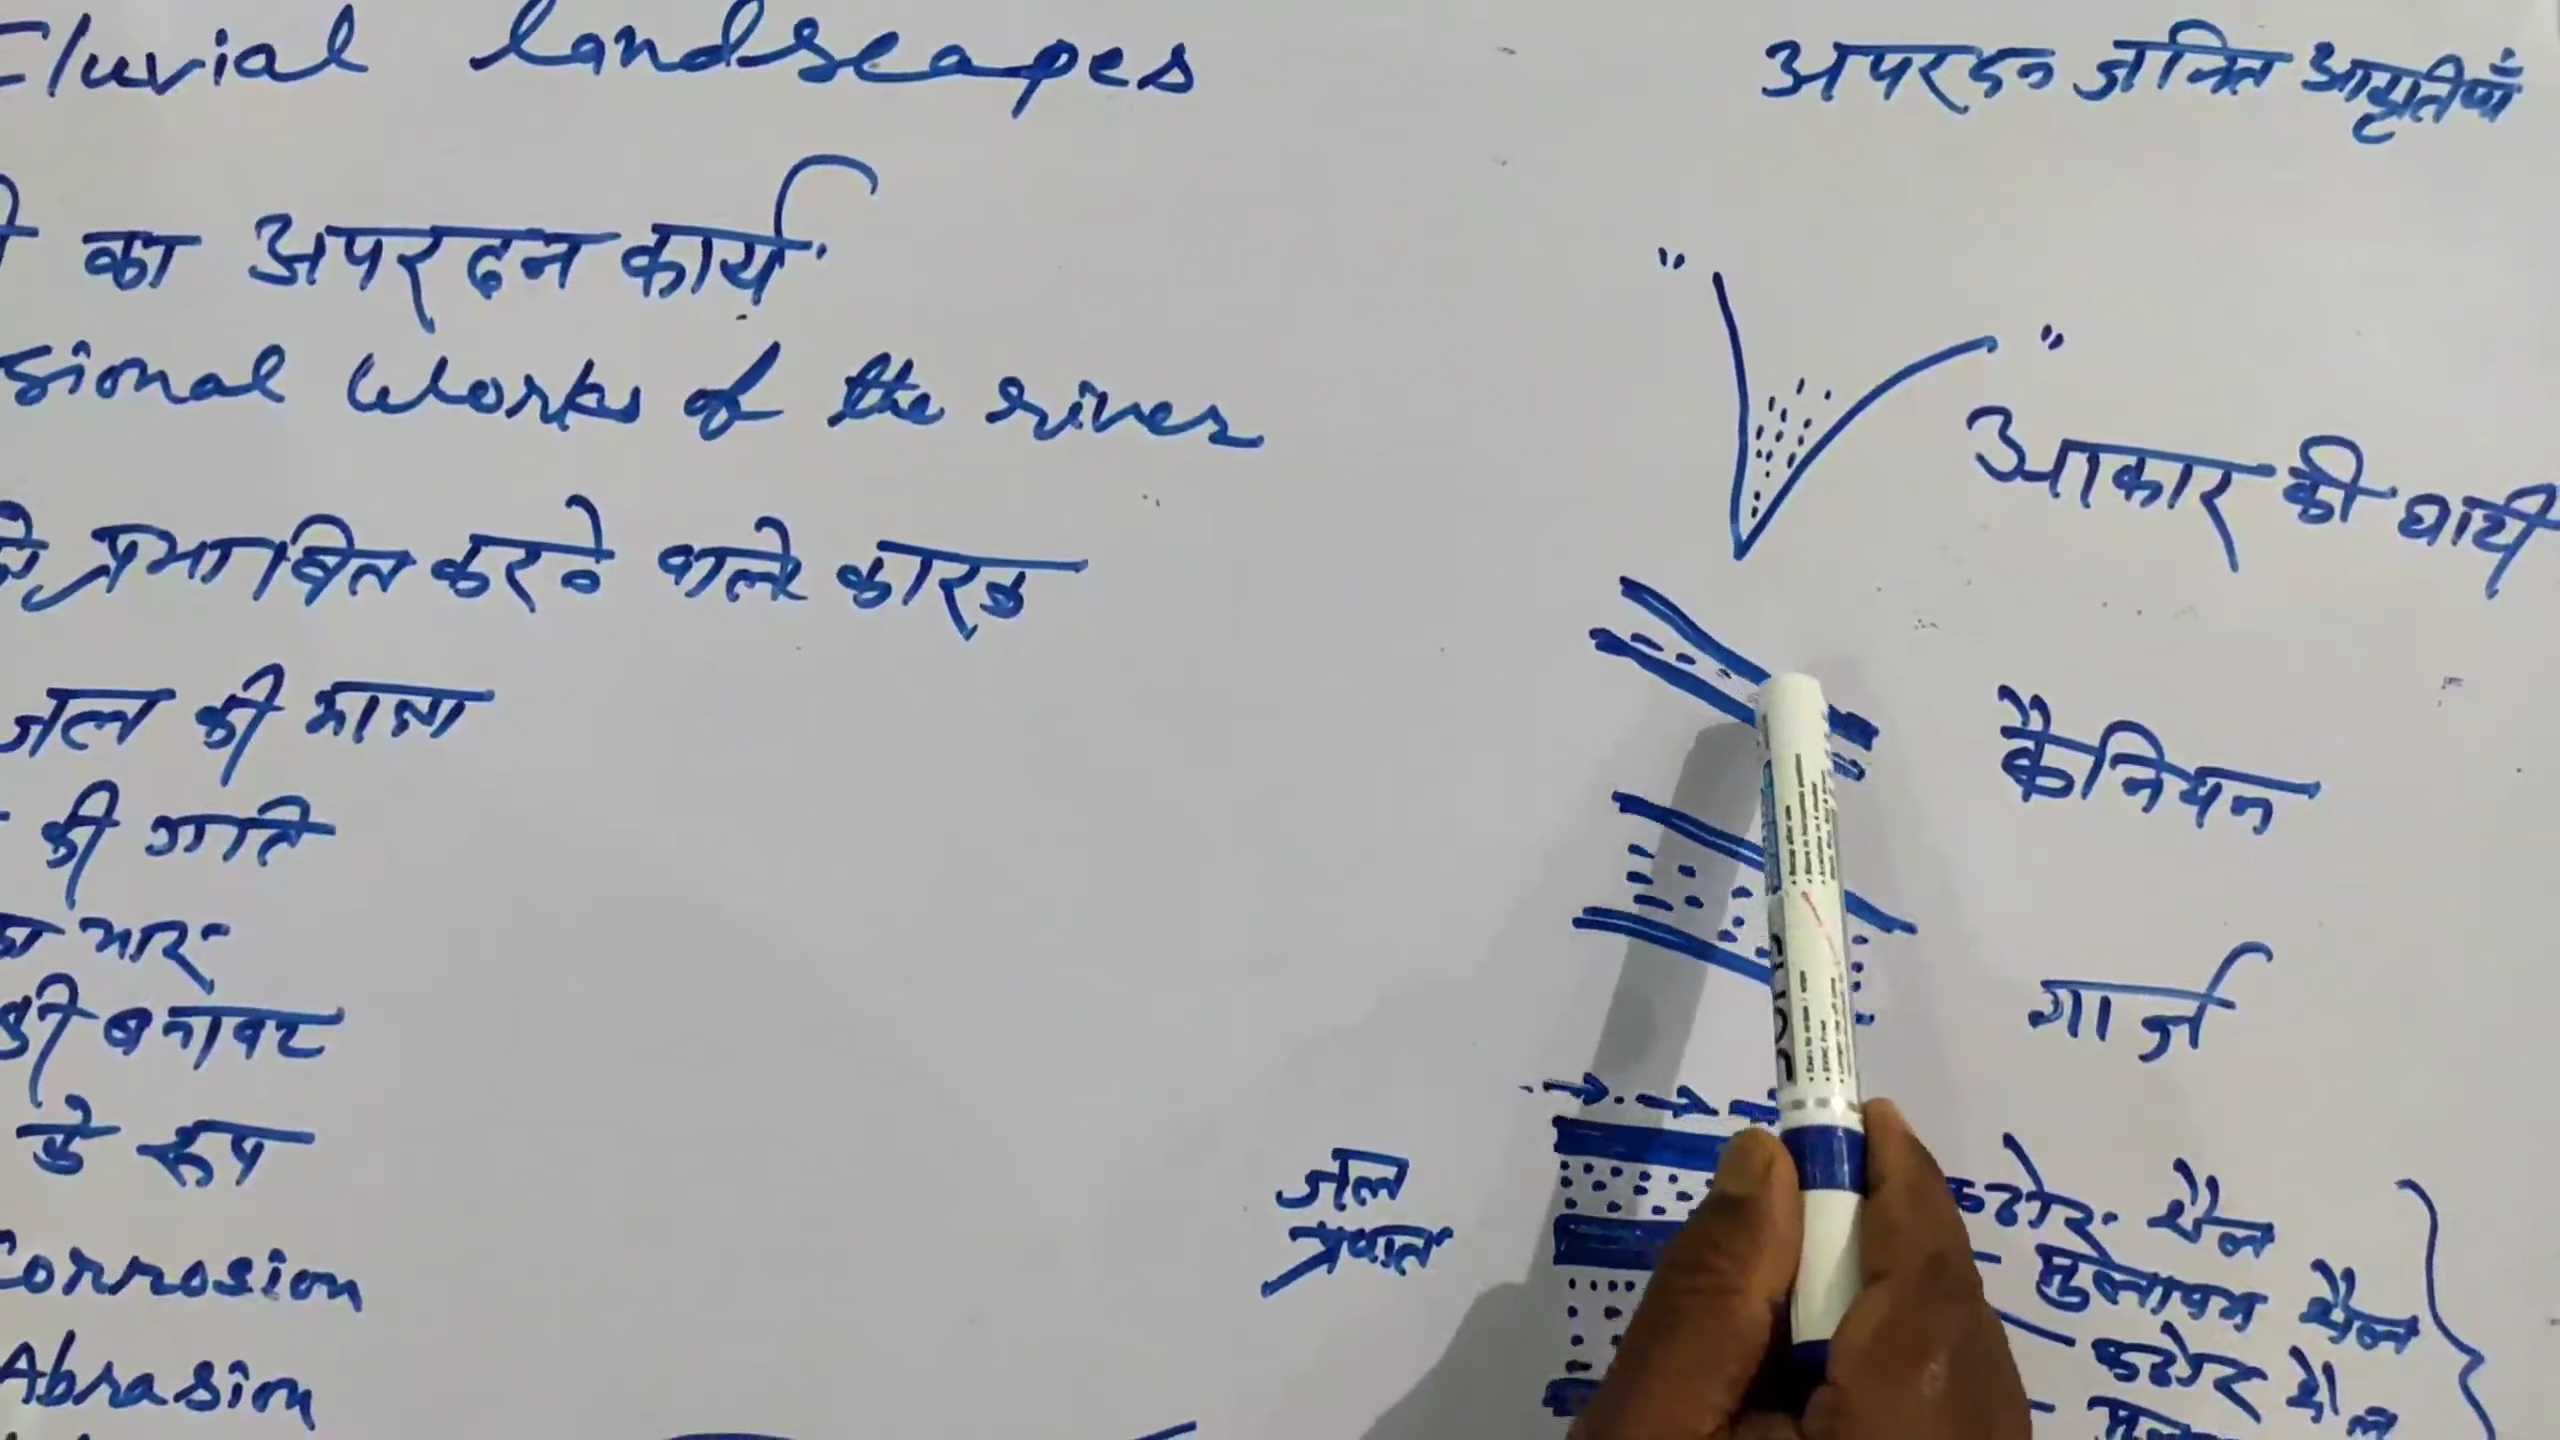 Fluvial landscapes
का अपरदन कार्य
sional works of the river
प्रभावित करने वाले कारक
जल की मात्रा
की गति
भार
की बनावट
के रूप
Corrosion
Abrasion
अपरदन जनित आकृतियाँ
" V " आकार की घाटी
कैनियन
गार्ज
जल
प्रपात
कठोर शैल
मुलायम शैल
कठोर शैल